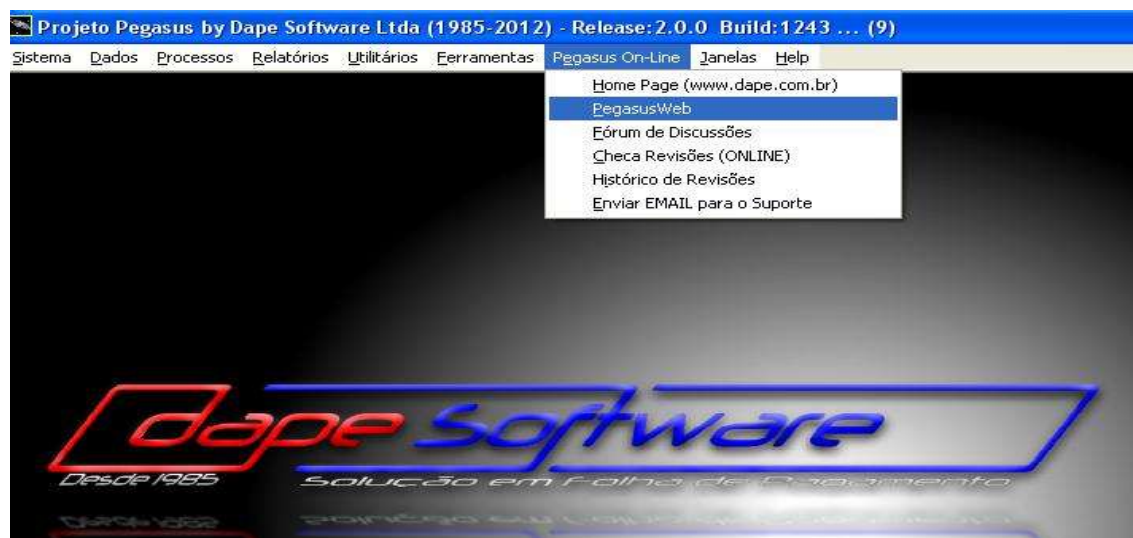 Projeto Pegasus by Dape Software Ltda (1985-2012) - Release:2.0.0 Build:1243 ... (9)
Sistema Dados Processos Relatórios Utilitários Ferramentas Pegasus On-Line Janelas Help
Home Page (www.dape.com.br)
PegasusWeb
Fórum de Discussões
Checa Revisões (ONLINE)
Histórico de Revisões
Enviar EMAIL para o Suporte
dape Software
Desde 1985 Solução em Folha de Pagamento